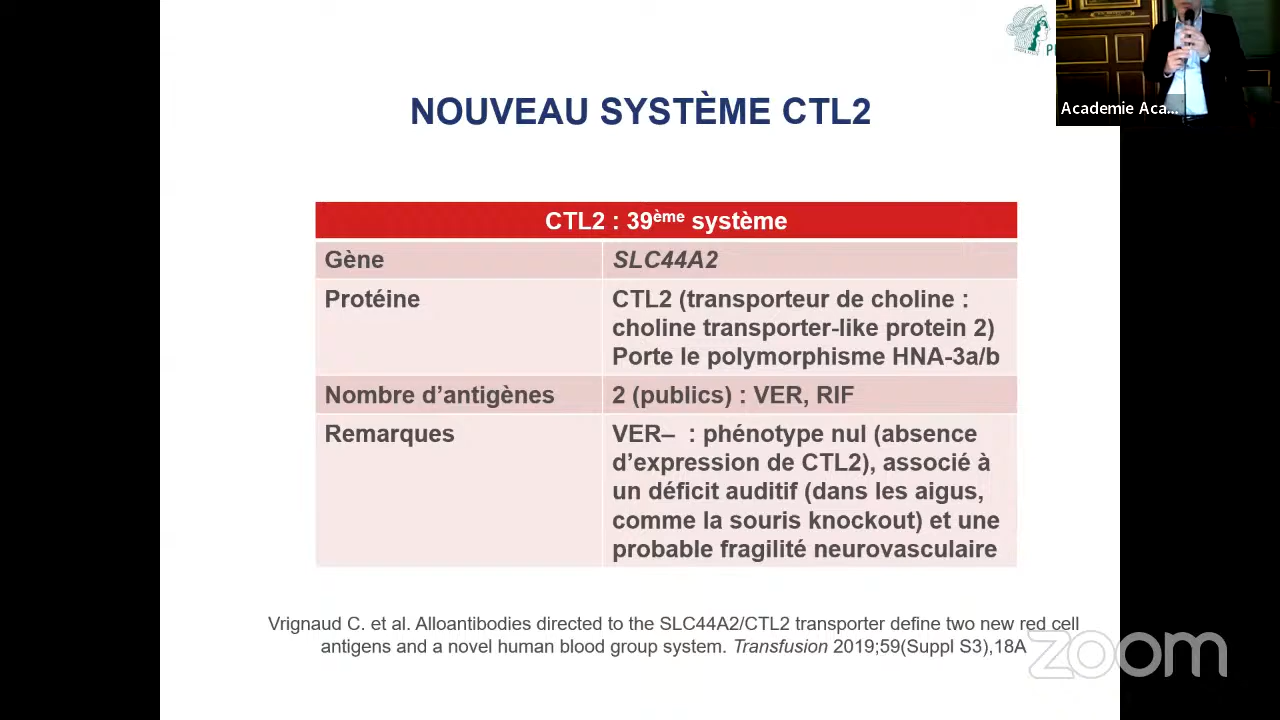 NOUVEAU SYSTÈME CTL2
CTL2 : 39ème système
Gène
SLC44A2
Protéine
CTL2 (transporteur de choline :
choline transporter-like protein 2)
Porte le polymorphisme HNA-3a/b
Nombre d’antigènes
2 (publics) : VER, RIF
Remarques
VER– : phénotype nul (absence
d’expression de CTL2), associé à
un déficit auditif (dans les aigus,
comme la souris knockout) et une
probable fragilité neurovasculaire
Vrignaud C. et al. Alloantibodies directed to the SLC44A2/CTL2 transporter define two new red cell
antigens and a novel human blood group system. Transfusion 2019;59(Suppl S3),18A
Academie Aca...
zoom